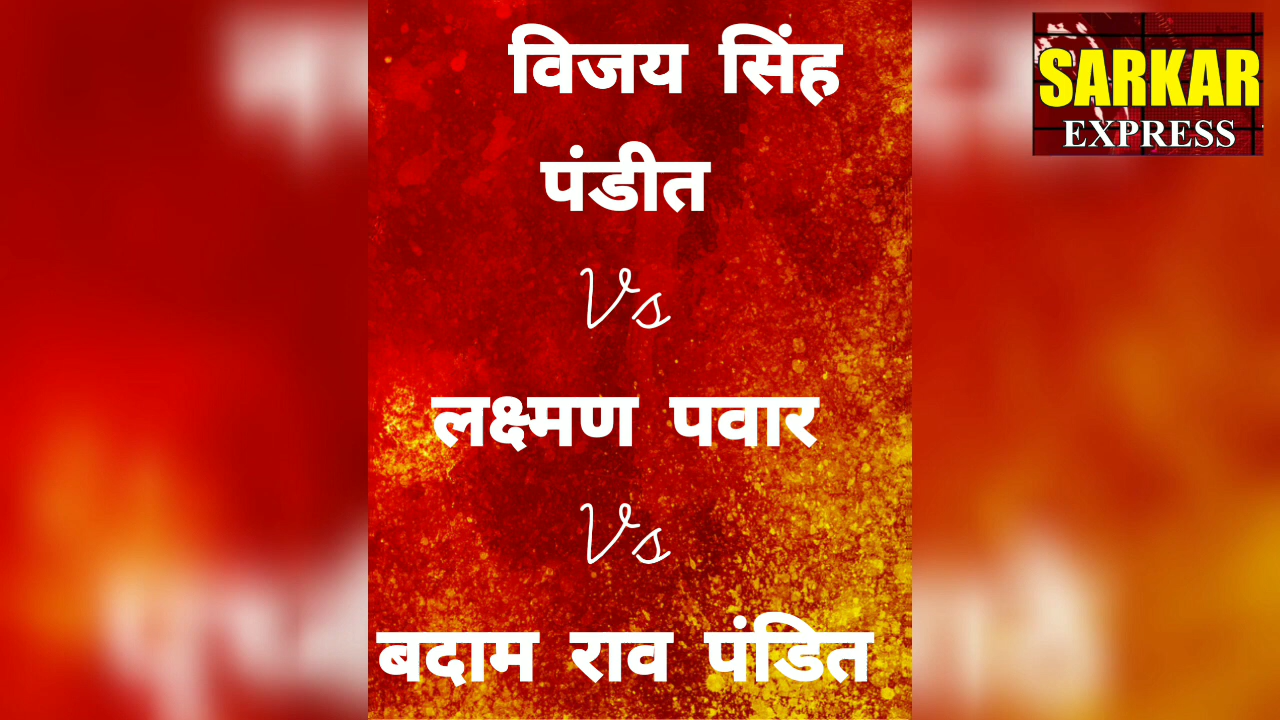 विजय सिंह
पंडीत
Vs
लक्ष्मण पवार
Vs
बदाम राव पंडित
SARKAR
EXPRESS